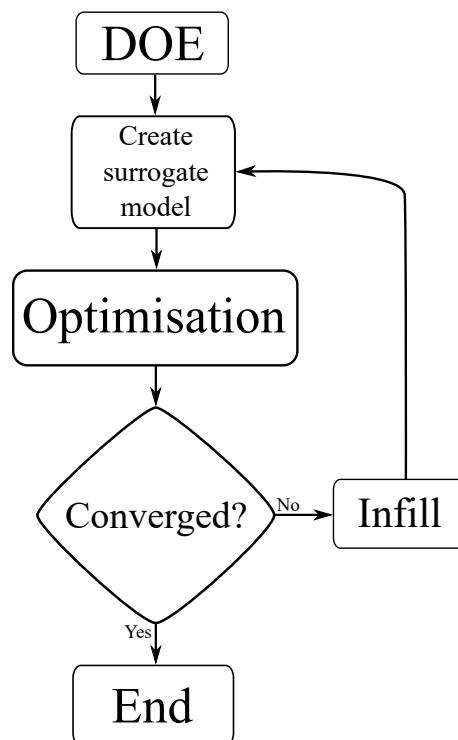 DOE
Create
surrogate
model
Optimisation
Converged?
No
Infill
Yes
End